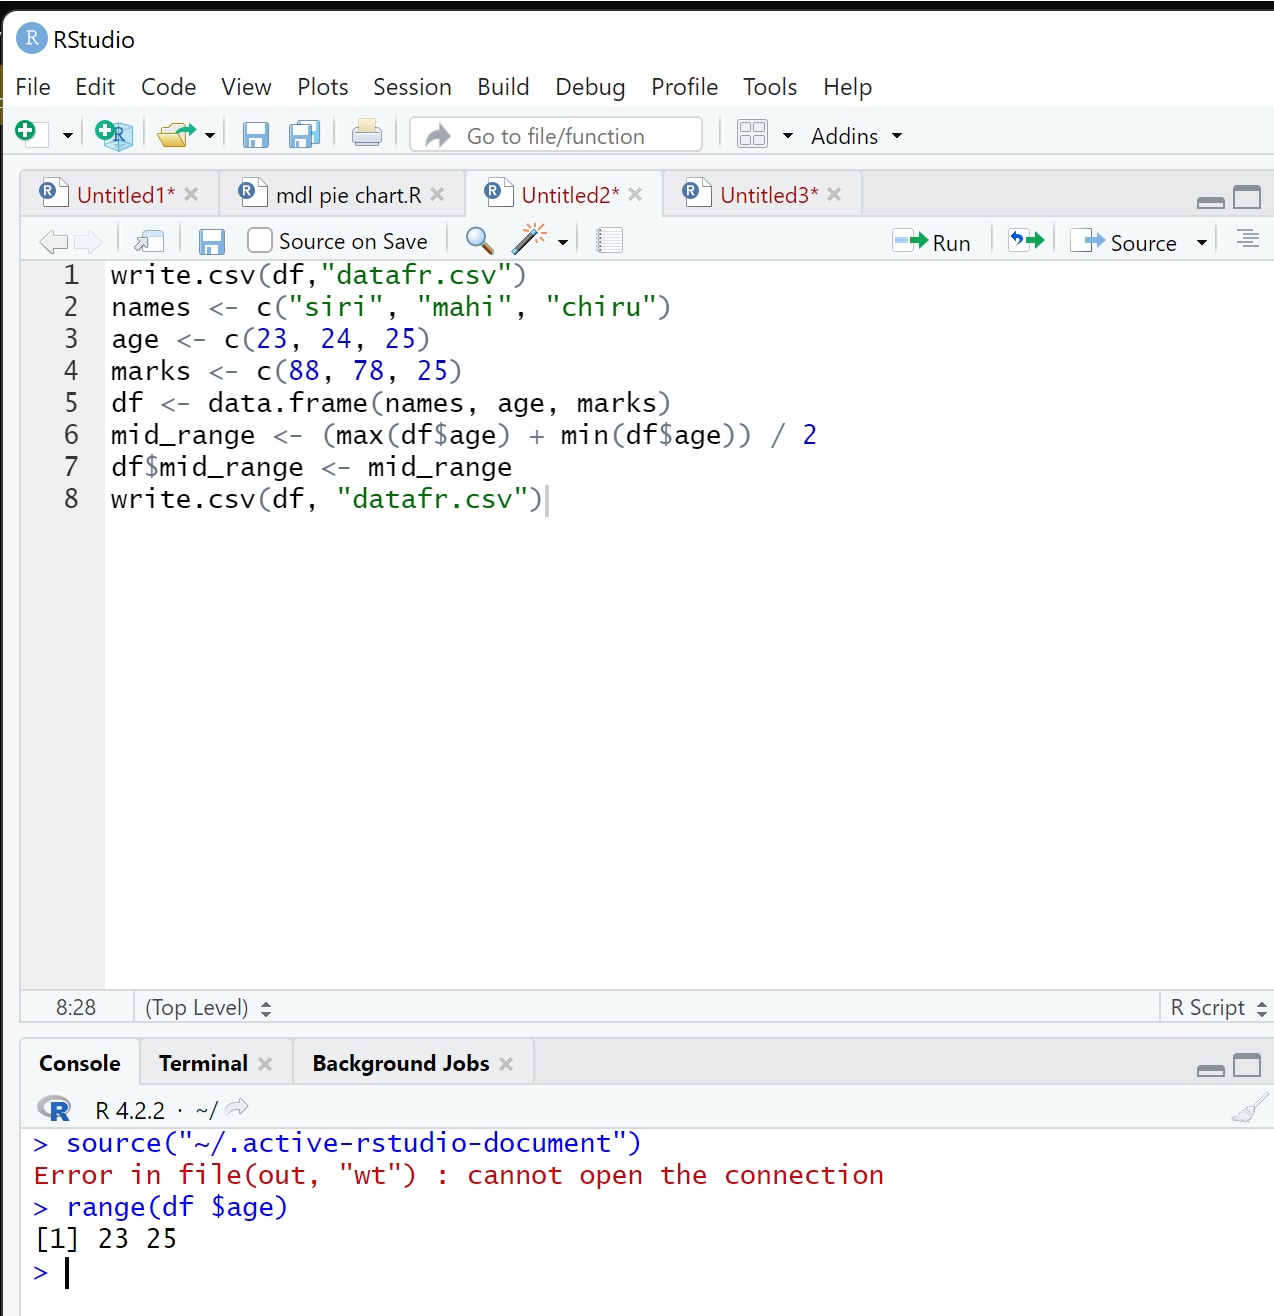 R RStudio
File Edit Code View Plots Session Build Debug Profile Tools Help
R Go to file/function Addins
R Untitled1* R mdl pie chart.R R Untitled2* R Untitled3*
Source on Save Run Source
1 write.csv(df,"datafr.csv")
2 names <- c("siri", "mahi", "chiru")
3 age <- c(23, 24, 25)
4 marks <- c(88, 78, 25)
5 df <- data.frame(names, age, marks)
6 mid_range <- (max(df$age) + min(df$age)) / 2
7 df$mid_range <- mid_range
8 write.csv(df, "datafr.csv")
8:28 (Top Level) R Script
Console Terminal Background Jobs
R R 4.2.2 · ~/
> source("~/.active-rstudio-document")
Error in file(out, "wt") : cannot open the connection
> range(df $age)
[1] 23 25
>